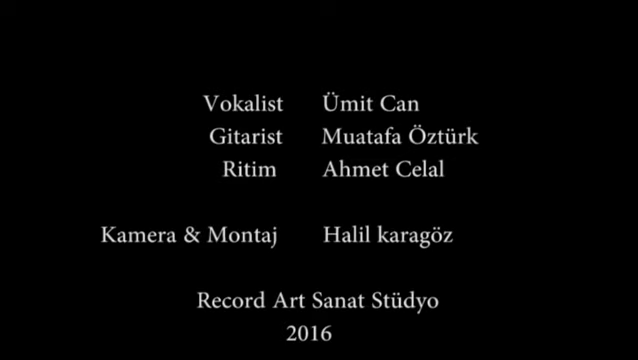 Vokalist Ümit Can
Gitarist Muatafa Öztürk
Ritim Ahmet Celal
Kamera & Montaj Halil karagöz
Record Art Sanat Stüdyo
2016